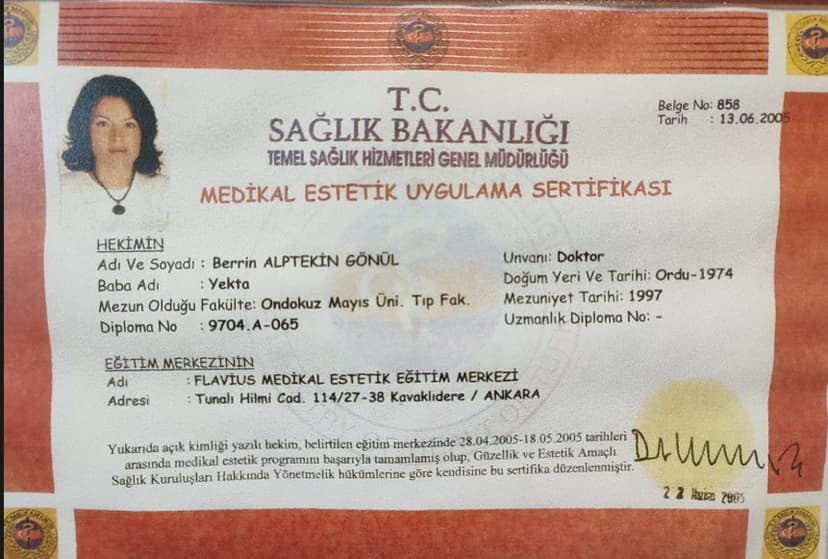 T.C.
SAĞLIK BAKANLIĞI
TEMEL SAĞLIK HİZMETLERİ GENEL MÜDÜRLÜĞÜ
MEDİKAL ESTETİK UYGULAMA SERTİFİKASI
Belge No: 858
Tarih : 13.06.2005
HEKİMİN
Adı Ve Soyadı : Berrin ALPTEKİN GÖNÜL
Baba Adı : Yekta
Mezun Olduğu Fakülte: Ondokuz Mayıs Üni. Tıp Fak.
Diploma No : 9704.A-065
Unvanı: Doktor
Doğum Yeri Ve Tarihi: Ordu-1974
Mezuniyet Tarihi: 1997
Uzmanlık Diploma No: -
EĞİTİM MERKEZİNİN
Adı : FLAVİUS MEDİKAL ESTETİK EĞİTİM MERKEZİ
Adresi : Tunalı Hilmi Cad. 114/27-38 Kavaklıdere / ANKARA
Yukarıda açık kimliği yazılı hekim, belirtilen eğitim merkezinde 28.04.2005-18.05.2005 tarihleri
arasında medikal estetik programını başarıyla tamamlamış olup, Güzellik ve Estetik Amaçlı
Sağlık Kuruluşları Hakkında Yönetmelik hükümlerine göre kendisine bu sertifika düzenlenmiştir.
2 2 Haziran 2005